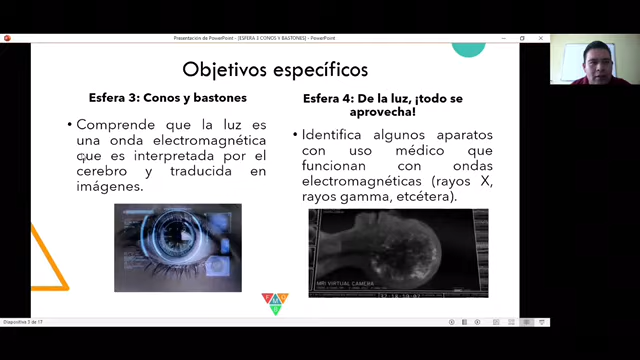 Presentación de PowerPoint - [ESFERA 3 CONOS Y BASTONES] - PowerPoint
Objetivos específicos
Esfera 3: Conos y bastones
• Comprende que la luz es
una onda electromagnética
que es interpretada por el
cerebro y traducida en
imágenes.
Esfera 4: De la luz, ¡todo se
aprovecha!
• Identifica algunos aparatos
con uso médico que
funcionan con ondas
electromagnéticas (rayos X,
rayos gamma, etcétera).
MRI VIRTUAL CAMERA
Diapositiva 3 de 17